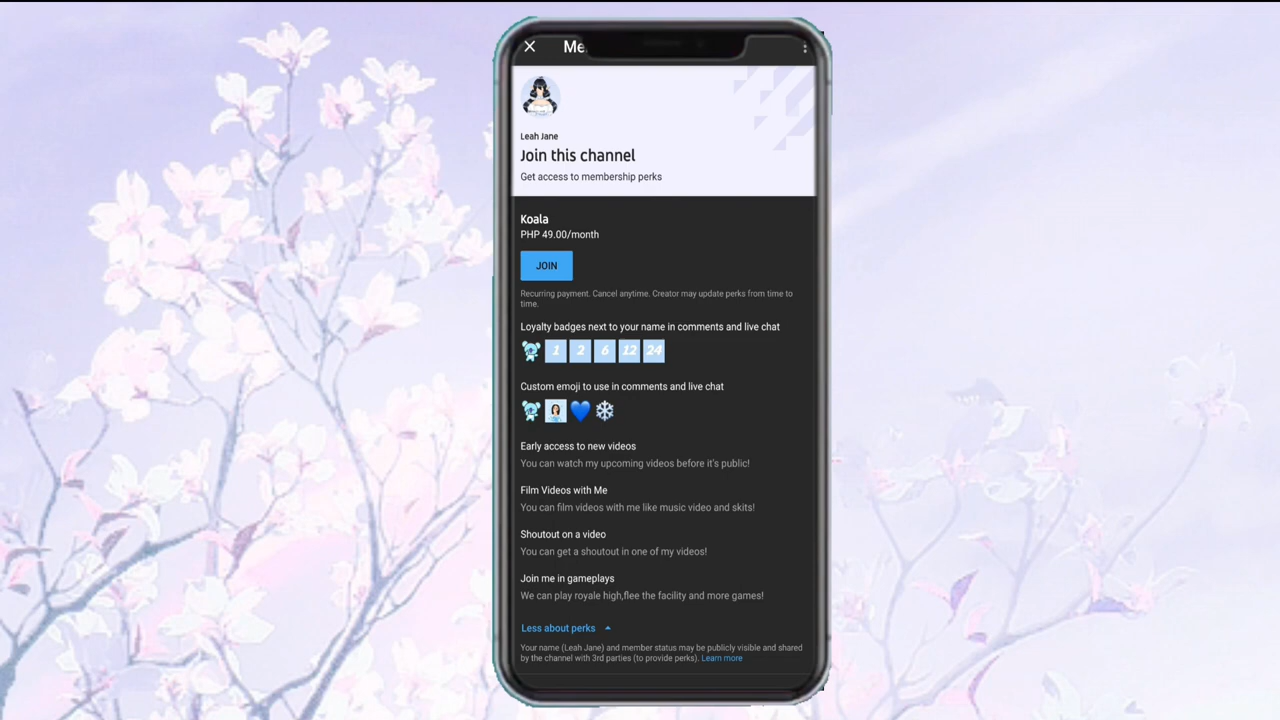 Me
Leah Jane
Join this channel
Get access to membership perks
Koala
PHP 49.00/month
JOIN
Recurring payment. Cancel anytime. Creator may update perks from time to
time.
Loyalty badges next to your name in comments and live chat
1 2 6 12 24
Custom emoji to use in comments and live chat
Early access to new videos
You can watch my upcoming videos before it's public!
Film Videos with Me
You can film videos with me like music video and skits!
Shoutout on a video
You can get a shoutout in one of my videos!
Join me in gameplays
We can play royale high,flee the facility and more games!
Less about perks
Your name (Leah Jane) and member status may be publicly visible and shared
by the channel with 3rd parties (to provide perks). Learn more